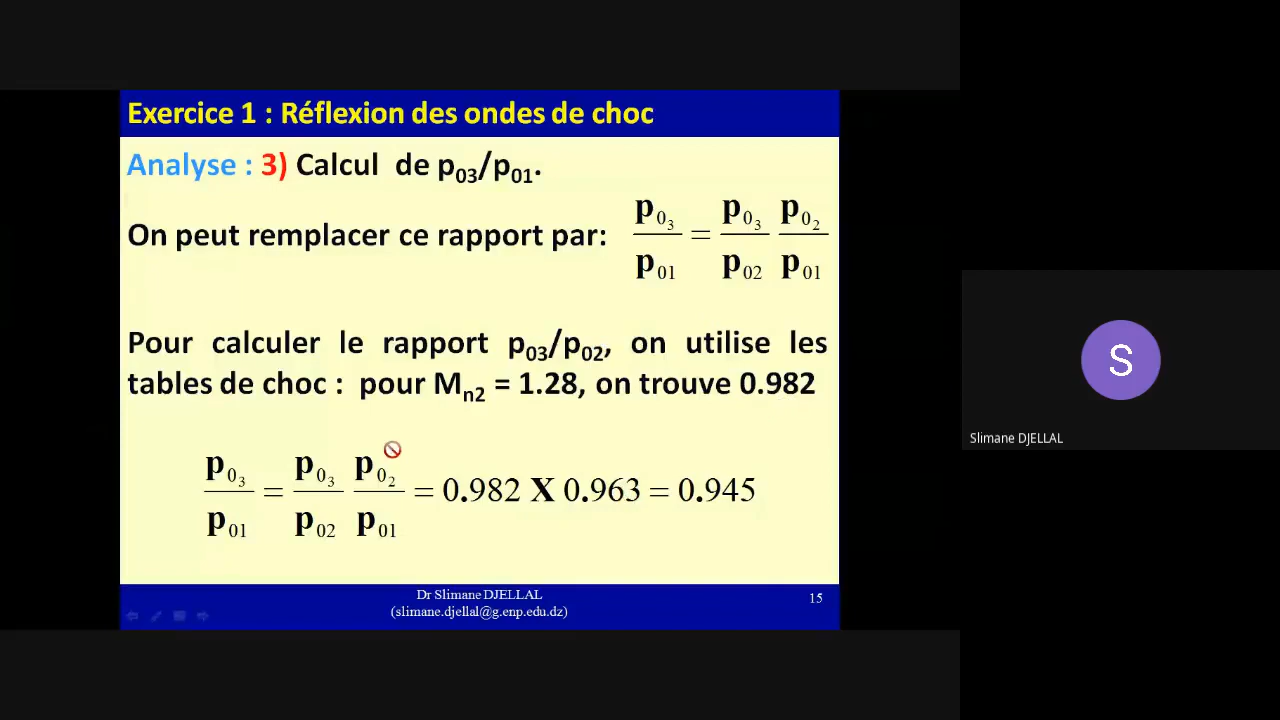 Exercice 1 : Réflexion des ondes de choc
Analyse : 3) Calcul de p03/p01.
On peut remplacer ce rapport par: p03/p01 = p03/p02 p02/p01
Pour calculer le rapport p03/p02, on utilise les
tables de choc : pour Mn2 = 1.28, on trouve 0.982
p03/p01 = p03/p02 p02/p01 = 0.982 X 0.963 = 0.945
Dr Slimane DJELLAL
(slimane.djellal@g.enp.edu.dz)
15
S
Slimane DJELLAL